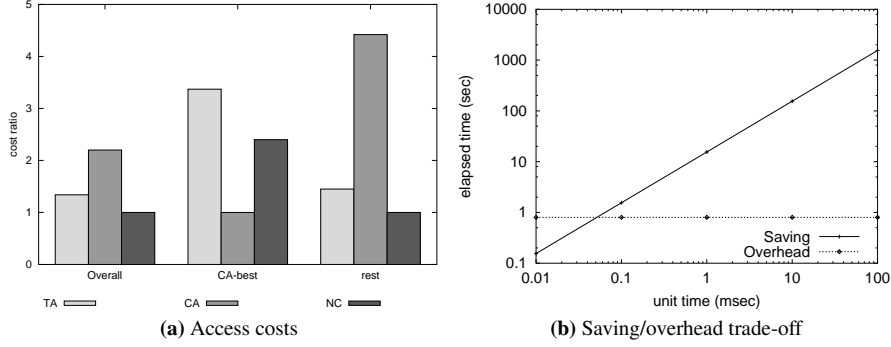 5
4
3
2
1
0
cost ratio
Overall
CA-best
rest
TA
CA
NC
(a) Access costs
10000
1000
100
10
1
0.1
elapsed time (sec)
Saving
Overhead
0.01
0.1
1
10
100
unit time (msec)
(b) Saving/overhead trade-off